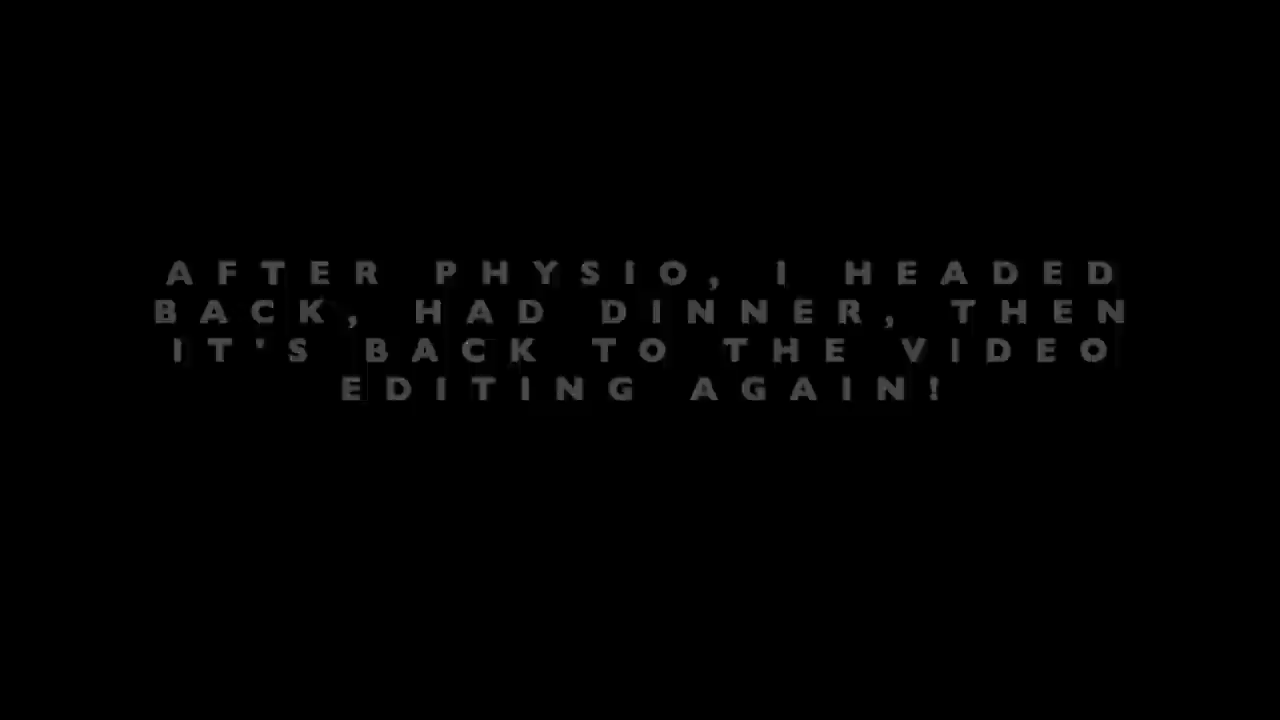 AFTER PHYSIO, I HEADED
BACK, HAD DINNER, THEN
IT'S BACK TO THE VIDEO
EDITING AGAIN!